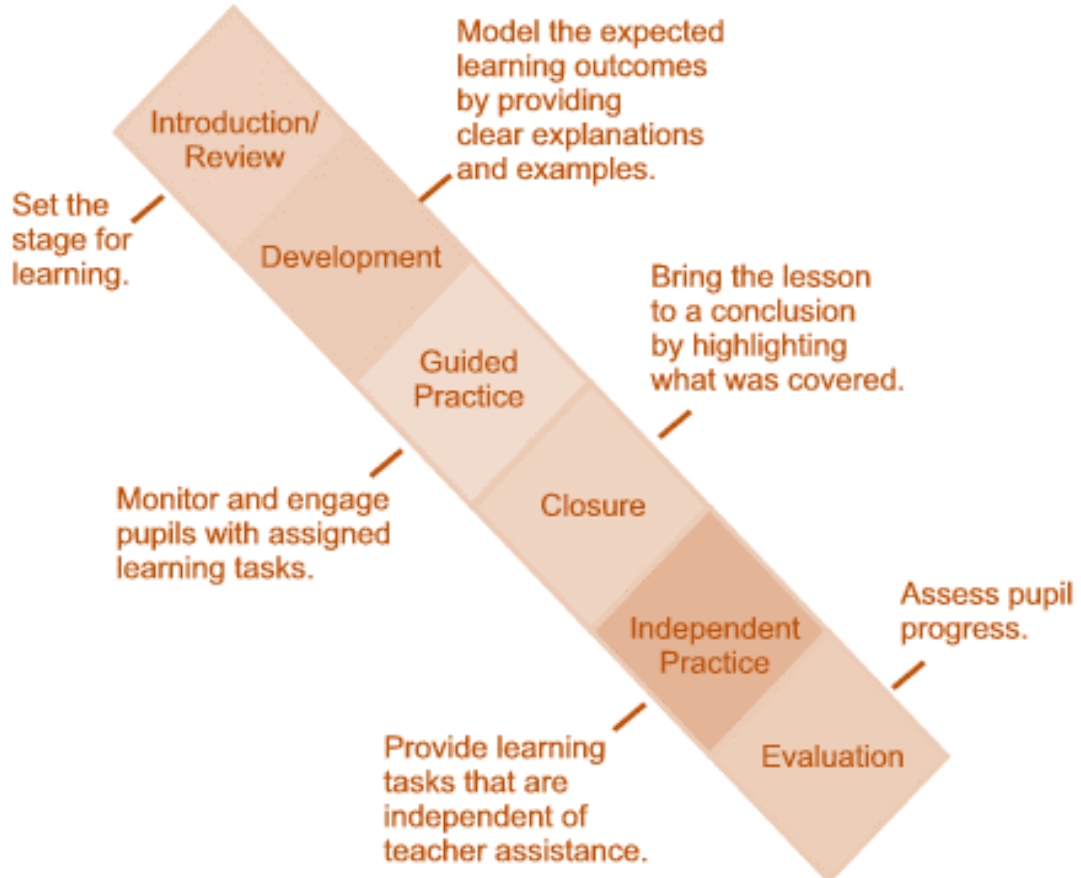 Introduction/
Review
Set the
stage for
learning.
Development
Model the expected
learning outcomes
by providing
clear explanations
and examples.
Guided
Practice
Monitor and engage
pupils with assigned
learning tasks.
Closure
Bring the lesson
to a conclusion
by highlighting
what was covered.
Independent
Practice
Provide learning
tasks that are
independent of
teacher assistance.
Evaluation
Assess pupil
progress.